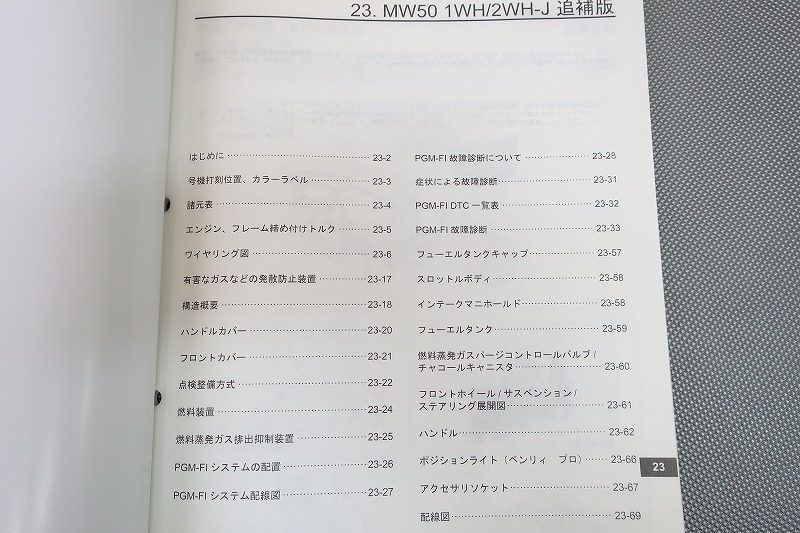 23. MW50 1WH/2WH-J 追補版
はじめに 23-2
号機打刻位置、カラーラベル 23-3
諸元表 23-4
エンジン、フレーム締め付けトルク 23-5
ワイヤリング図 23-6
有害なガスなどの発散防止装置 23-17
構造概要 23-18
ハンドルカバー 23-20
フロントカバー 23-21
点検整備方式 23-22
燃料装置 23-24
燃料蒸発ガス排出抑制装置 23-25
PGM-FI システムの配置 23-26
PGM-FI システム配線図 23-27
PGM-FI 故障診断について 23-28
症状による故障診断 23-31
PGM-FI DTC 一覧表 23-32
PGM-FI 故障診断 23-33
フューエルタンクキャップ 23-57
スロットルボディ 23-58
インテークマニホールド 23-58
フューエルタンク 23-59
燃料蒸発ガスパージコントロールバルブ /
チャコールキャニスタ 23-60
フロントホイール / サスペンション /
ステアリング展開図 23-61
ハンドル 23-62
ポジションライト（ベンリィ プロ） 23-66
アクセサリソケット 23-67
配線図 23-69
23